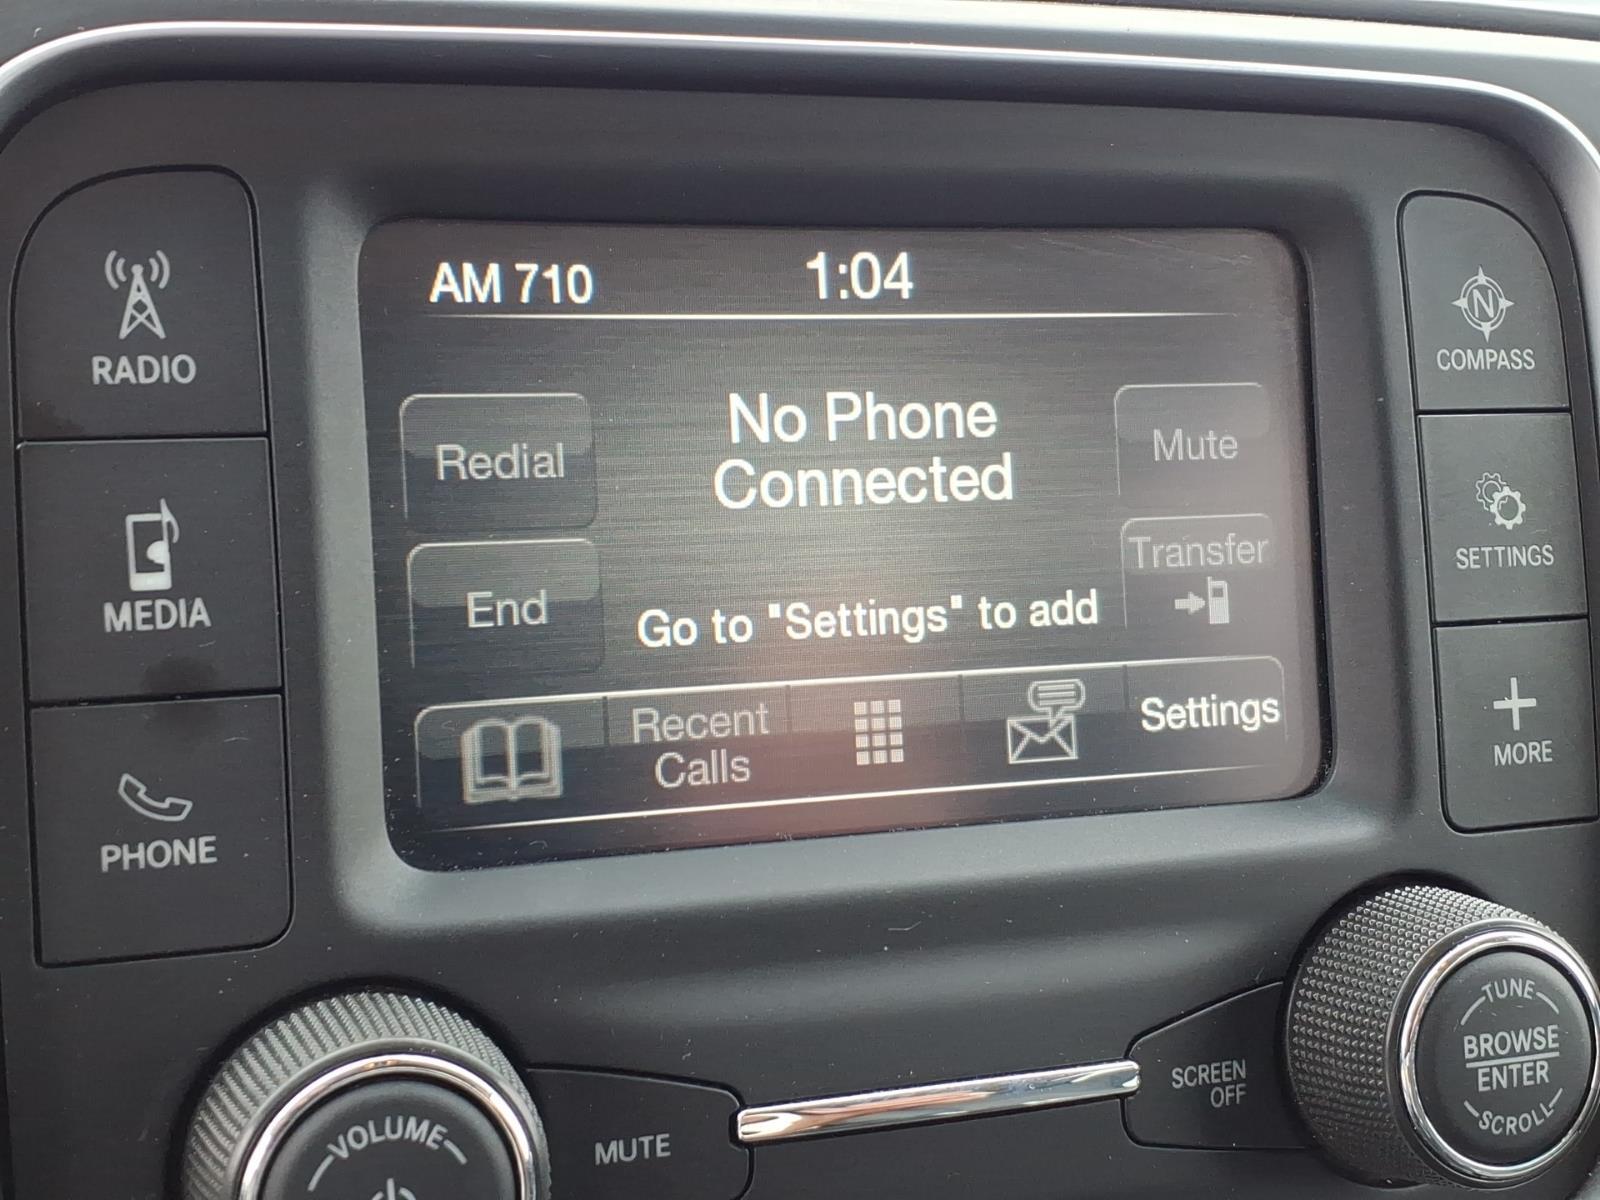 AM 710
1:04
RADIO
MEDIA
PHONE
Redial
End
No Phone
Connected
Go to "Settings" to add
Mute
Transfer
Recent
Calls
Settings
N
COMPASS
SETTINGS
MORE
VOLUME
MUTE
SCREEN
OFF
TUNE
BROWSE
ENTER
SCROLL